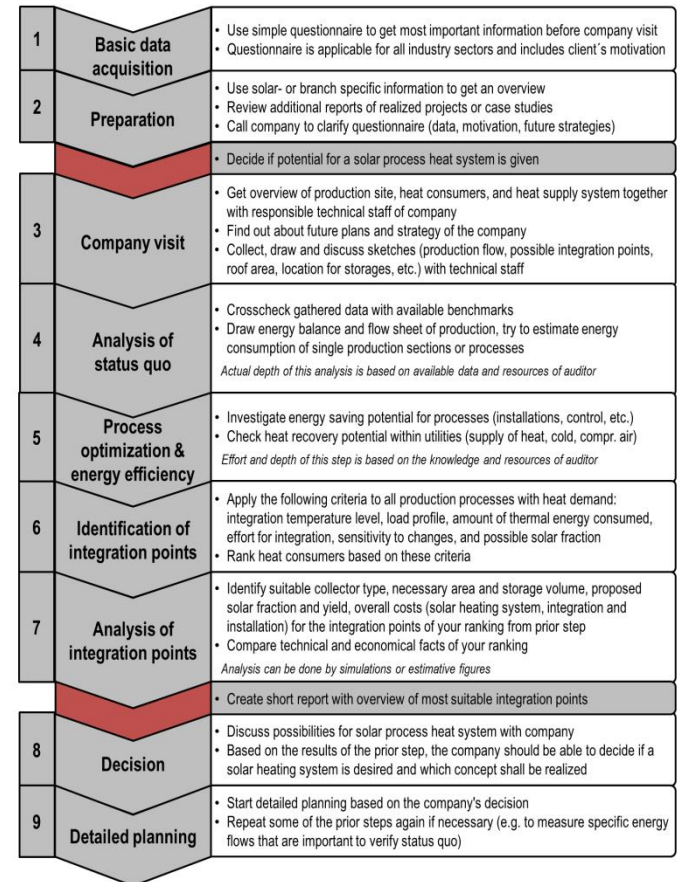 1
Basic data
acquisition
• Use simple questionnaire to get most important information before company visit
• Questionnaire is applicable for all industry sectors and includes client´s motivation
2
Preparation
• Use solar- or branch specific information to get an overview
• Review additional reports of realized projects or case studies
• Call company to clarify questionnaire (data, motivation, future strategies)
• Decide if potential for a solar process heat system is given
3
Company visit
• Get overview of production site, heat consumers, and heat supply system together
with responsible technical staff of company
• Find out about future plans and strategy of the company
• Collect, draw and discuss sketches (production flow, possible integration points,
roof area, location for storages, etc.) with technical staff
4
Analysis of
status quo
• Crosscheck gathered data with available benchmarks
• Draw energy balance and flow sheet of production, try to estimate energy
consumption of single production sections or processes
Actual depth of this analysis is based on available data and resources of auditor
5
Process
optimization &
energy efficiency
• Investigate energy saving potential for processes (installations, control, etc.)
• Check heat recovery potential within utilities (supply of heat, cold, compr. air)
Effort and depth of this step is based on the knowledge and resources of auditor
6
Identification of
integration points
• Apply the following criteria to all production processes with heat demand:
integration temperature level, load profile, amount of thermal energy consumed,
effort for integration, sensitivity to changes, and possible solar fraction
• Rank heat consumers based on these criteria
7
Analysis of
integration points
• Identify suitable collector type, necessary area and storage volume, proposed
solar fraction and yield, overall costs (solar heating system, integration and
installation) for the integration points of your ranking from prior step
• Compare technical and economical facts of your ranking
Analysis can be done by simulations or estimative figures
• Create short report with overview of most suitable integration points
8
Decision
• Discuss possibilities for solar process heat system with company
• Based on the results of the prior step, the company should be able to decide if a
solar heating system is desired and which concept shall be realized
9
Detailed planning
• Start detailed planning based on the company's decision
• Repeat some of the prior steps again if necessary (e.g. to measure specific energy
flows that are important to verify status quo)